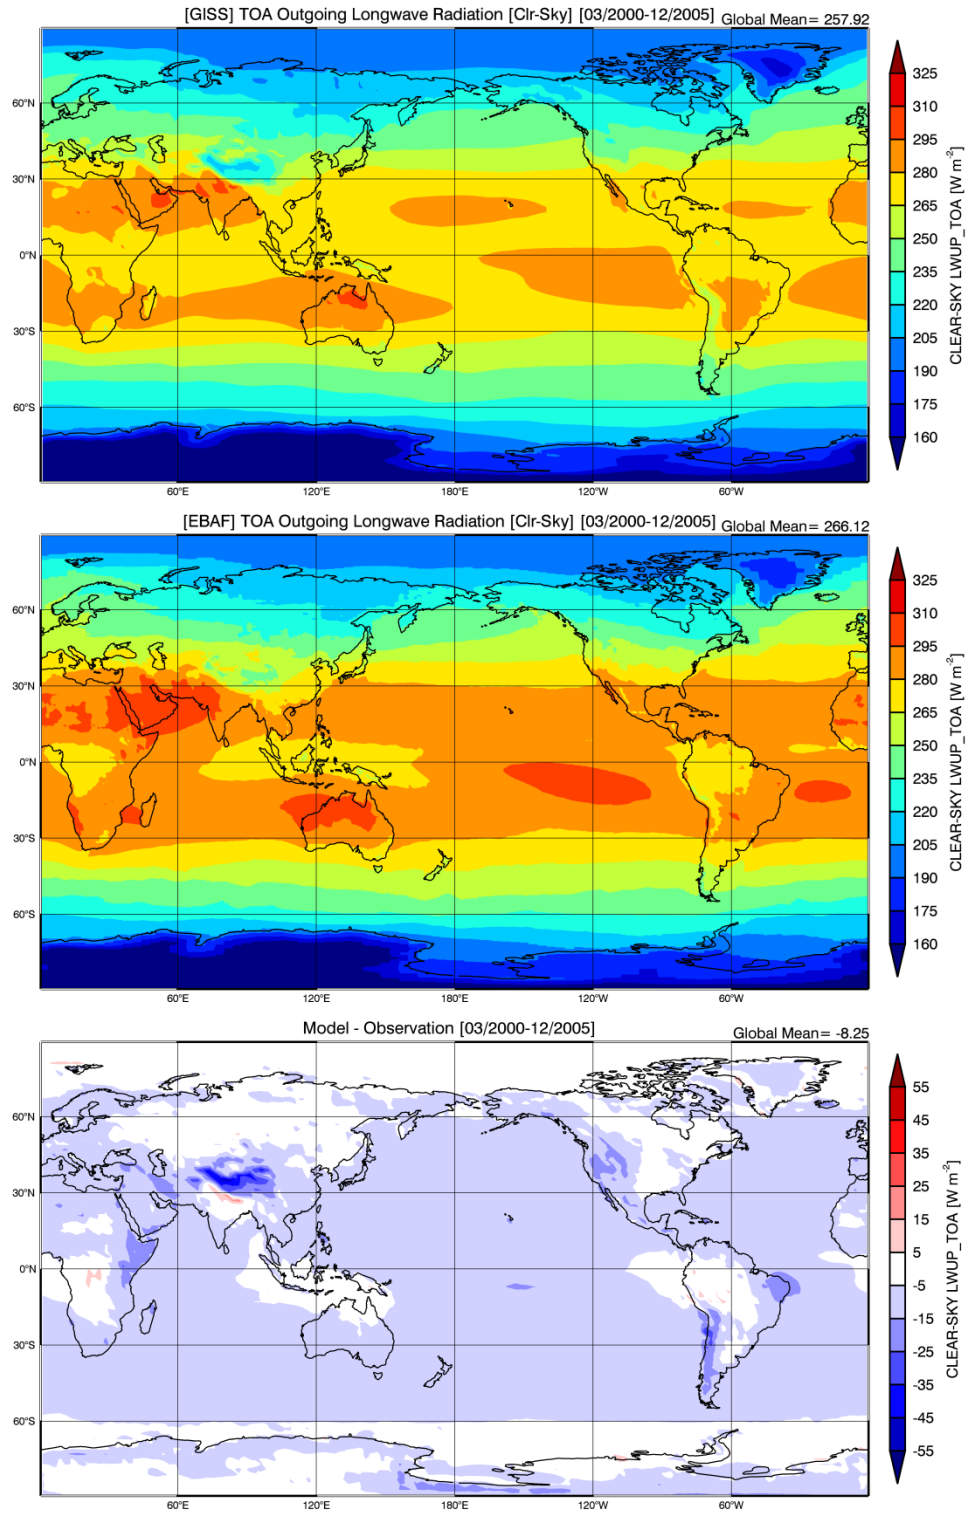 [GISS] TOA Outgoing Longwave Radiation [Clr-Sky] [03/2000-12/2005] Global Mean= 257.92
60°N
30°N
0°N
30°S
60°S
60°E 120°E 180°E 120°W 60°W
325
310
295
280
265
250
235
220
205
190
175
160
CLEAR-SKY LWUP_TOA [W m-2]
[EBAF] TOA Outgoing Longwave Radiation [Clr-Sky] [03/2000-12/2005] Global Mean= 266.12
60°N
30°N
0°N
30°S
60°S
60°E 120°E 180°E 120°W 60°W
325
310
295
280
265
250
235
220
205
190
175
160
CLEAR-SKY LWUP_TOA [W m-2]
Model - Observation [03/2000-12/2005] Global Mean= -8.25
60°N
30°N
0°N
30°S
60°S
60°E 120°E 180°E 120°W 60°W
55
45
35
25
15
5
-5
-15
-25
-35
-45
-55
CLEAR-SKY LWUP_TOA [W m-2]